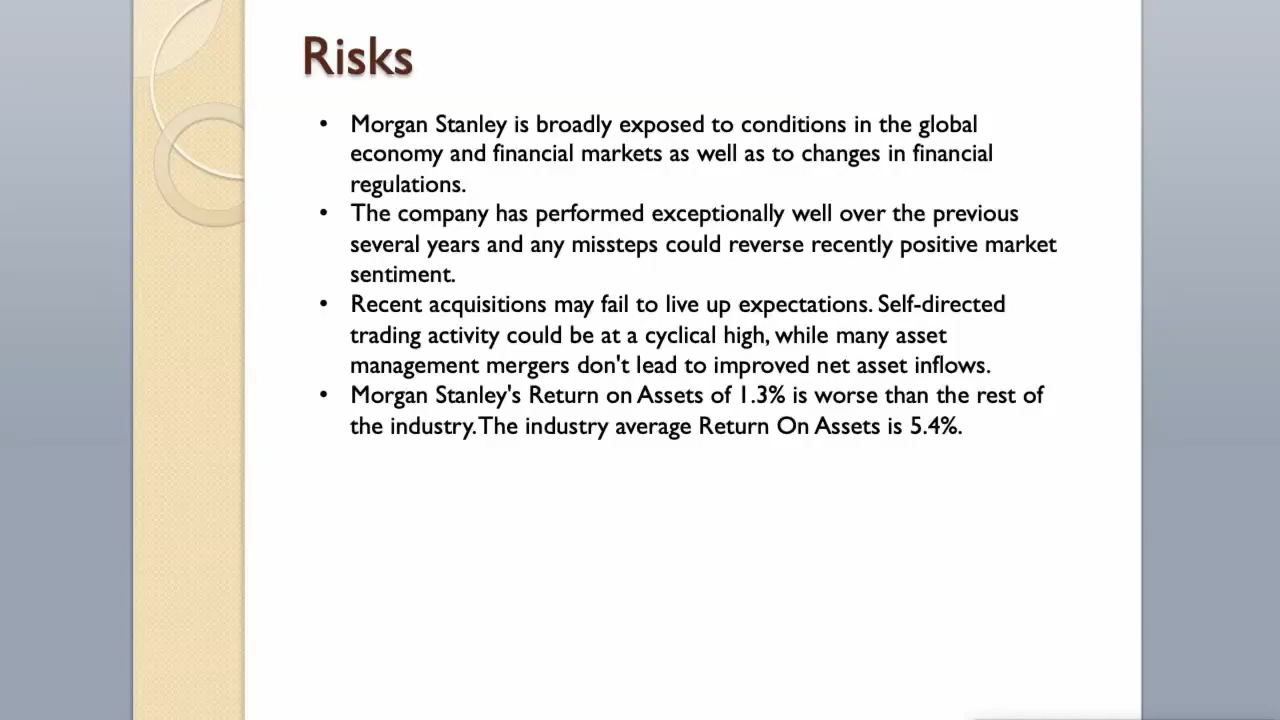 Risks
• Morgan Stanley is broadly exposed to conditions in the global
economy and financial markets as well as to changes in financial
regulations.
• The company has performed exceptionally well over the previous
several years and any missteps could reverse recently positive market
sentiment.
• Recent acquisitions may fail to live up expectations. Self-directed
trading activity could be at a cyclical high, while many asset
management mergers don't lead to improved net asset inflows.
• Morgan Stanley's Return on Assets of 1.3% is worse than the rest of
the industry. The industry average Return On Assets is 5.4%.